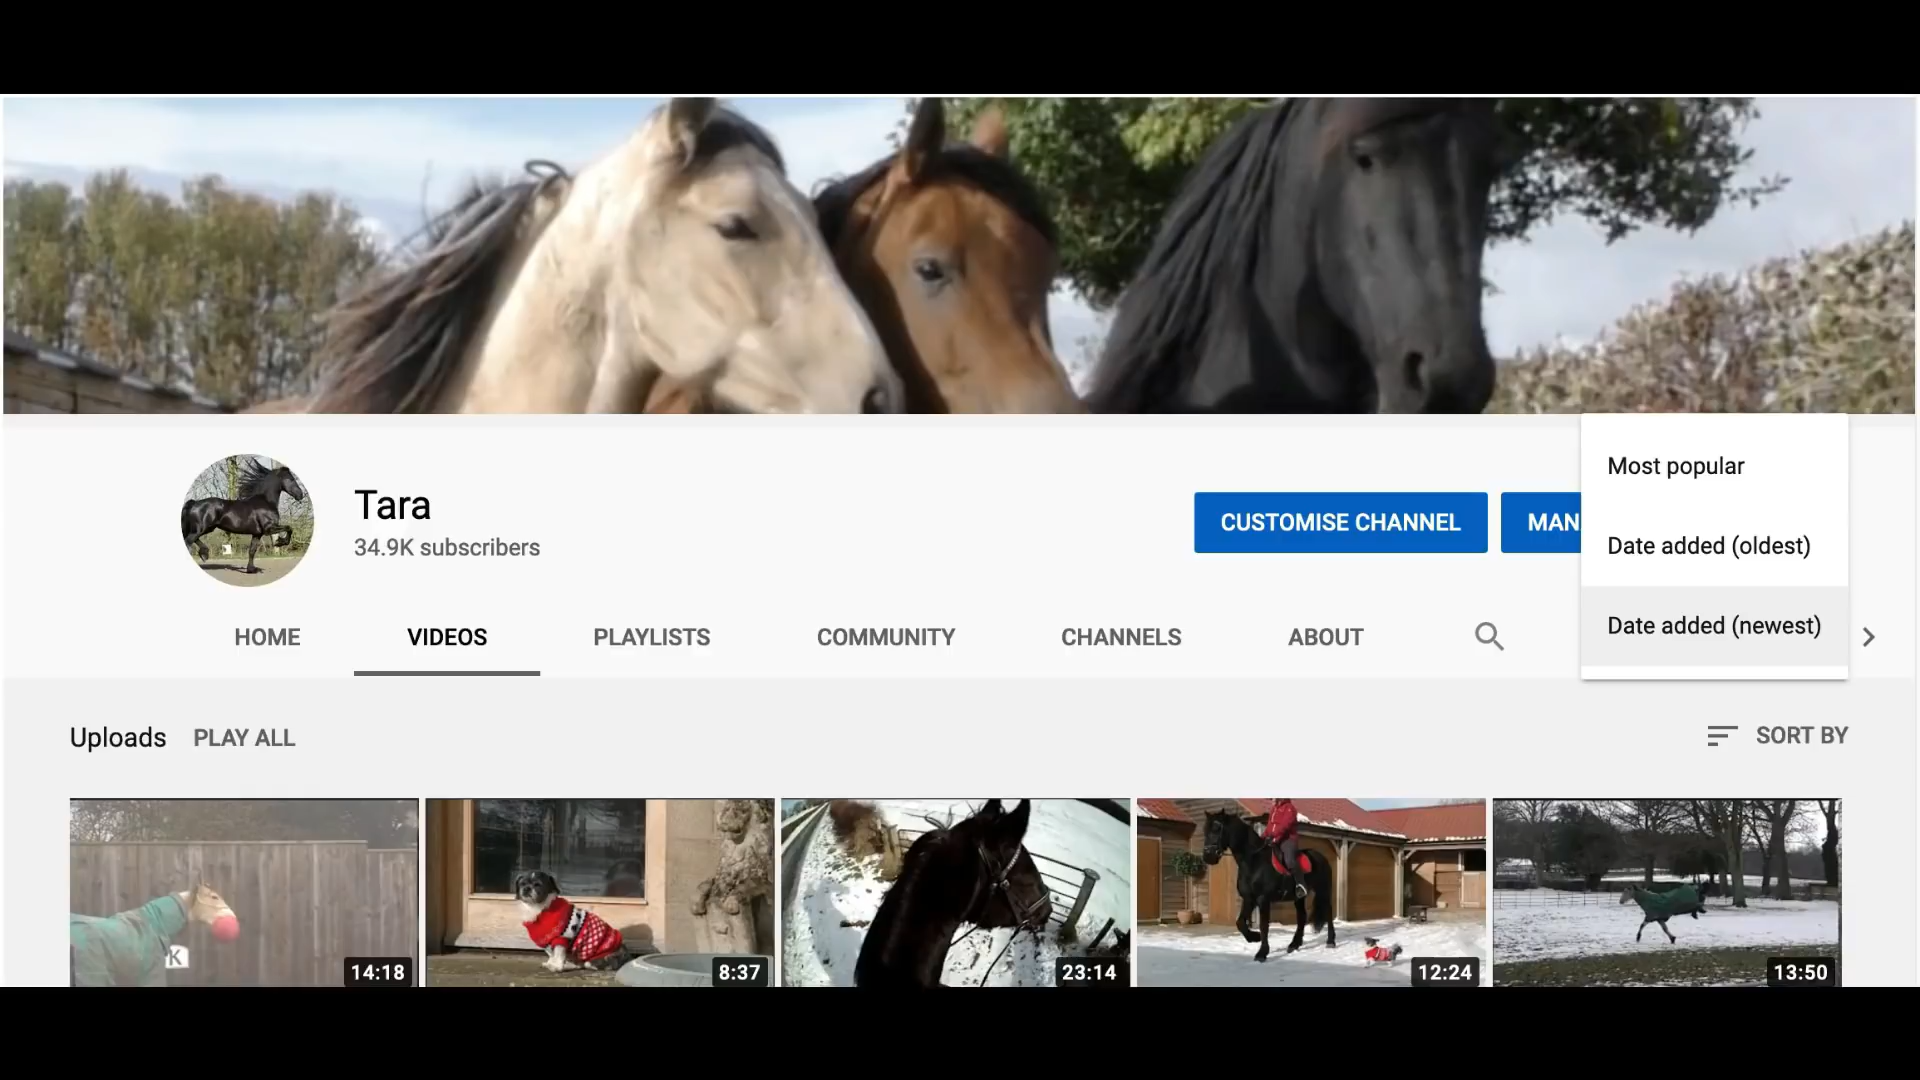 Tara
34.9K subscribers
CUSTOMISE CHANNEL
MAN
Most popular
Date added (oldest)
Date added (newest)
HOME
VIDEOS
PLAYLISTS
COMMUNITY
CHANNELS
ABOUT
Uploads
PLAY ALL
SORT BY
K
14:18
8:37
23:14
12:24
13:50